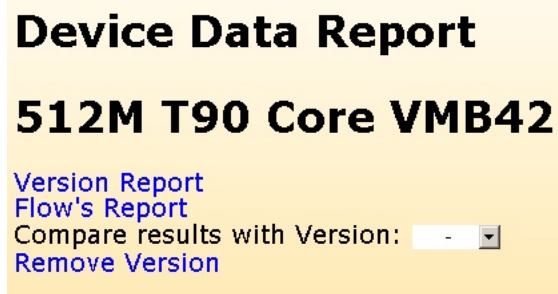 Device Data Report
512M T90 Core VMB42
Version Report
Flow's Report
Compare results with Version: -
Remove Version